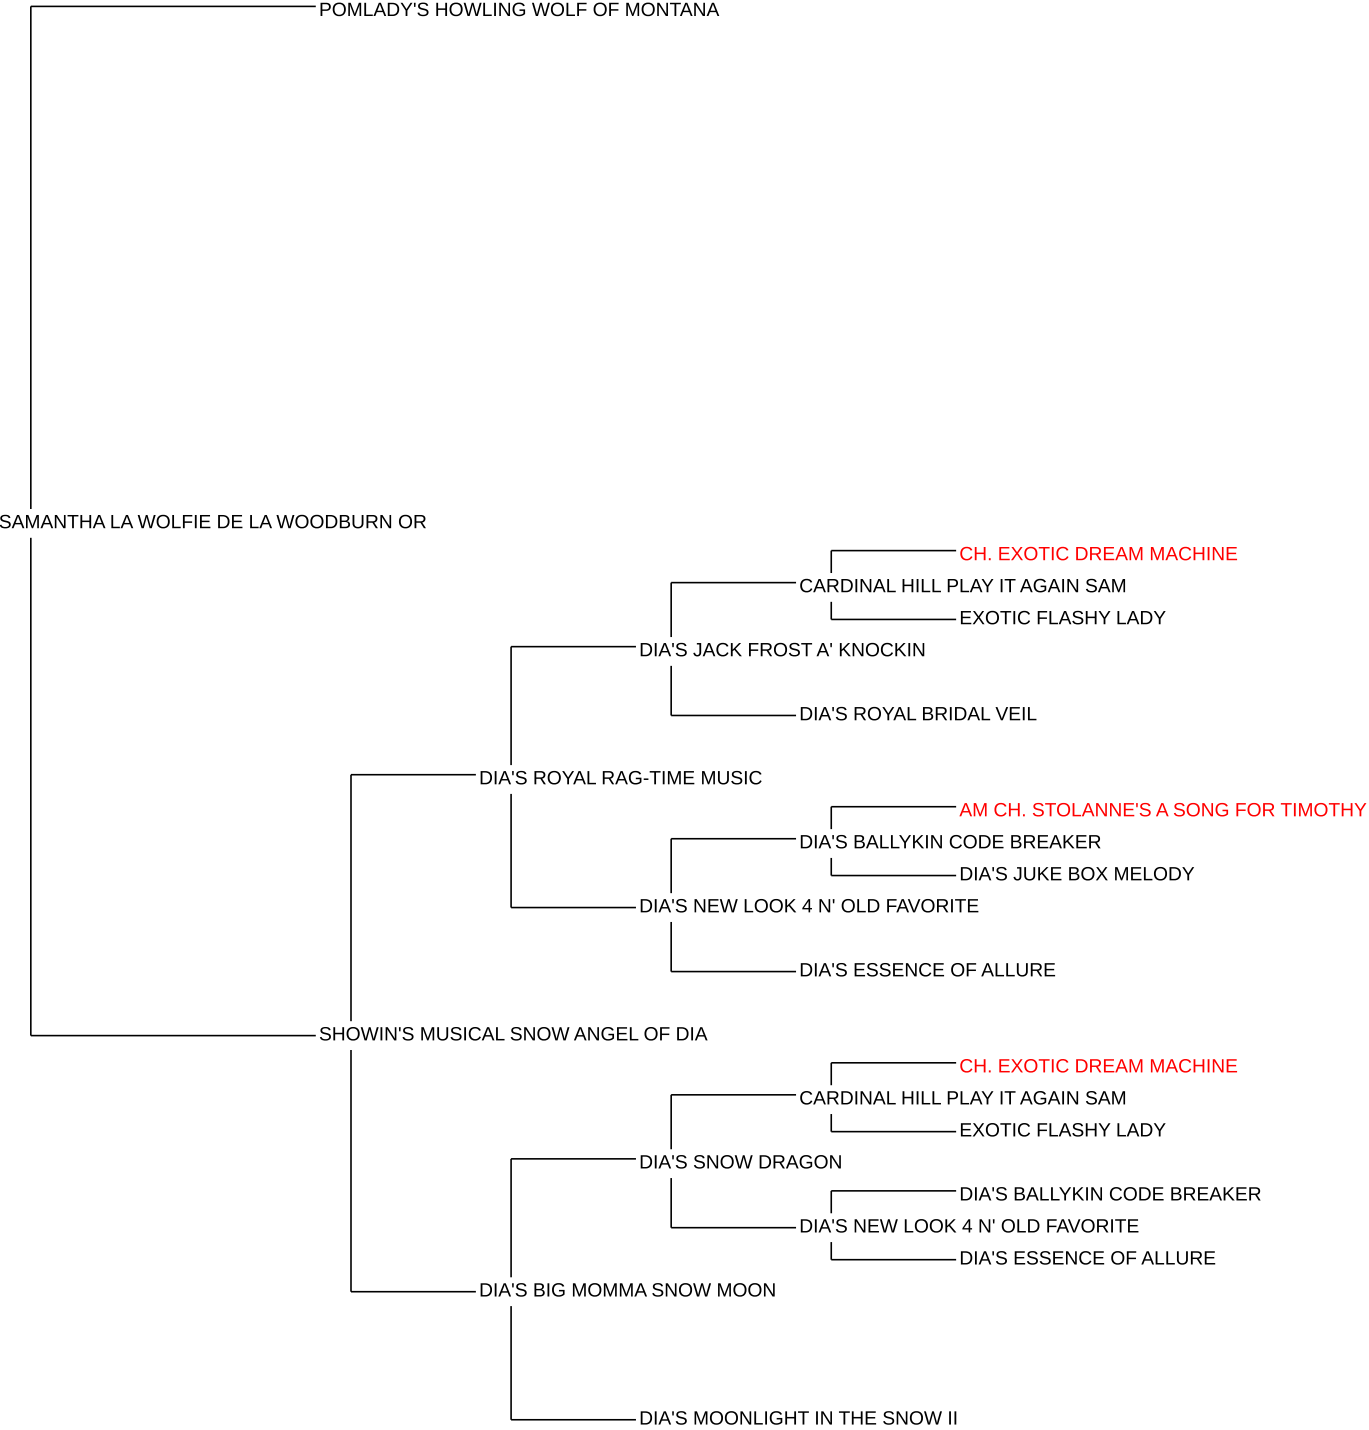 POMLADY'S HOWLING WOLF OF MONTANA
SAMANTHA LA WOLFIE DE LA WOODBURN OR
CH. EXOTIC DREAM MACHINE
CARDINAL HILL PLAY IT AGAIN SAM
EXOTIC FLASHY LADY
DIA'S JACK FROST A' KNOCKIN
DIA'S ROYAL BRIDAL VEIL
DIA'S ROYAL RAG-TIME MUSIC
AM CH. STOLANNE'S A SONG FOR TIMOTHY
DIA'S BALLYKIN CODE BREAKER
DIA'S JUKE BOX MELODY
DIA'S NEW LOOK 4 N' OLD FAVORITE
DIA'S ESSENCE OF ALLURE
SHOWIN'S MUSICAL SNOW ANGEL OF DIA
CH. EXOTIC DREAM MACHINE
CARDINAL HILL PLAY IT AGAIN SAM
EXOTIC FLASHY LADY
DIA'S SNOW DRAGON
DIA'S BALLYKIN CODE BREAKER
DIA'S NEW LOOK 4 N' OLD FAVORITE
DIA'S ESSENCE OF ALLURE
DIA'S BIG MOMMA SNOW MOON
DIA'S MOONLIGHT IN THE SNOW II